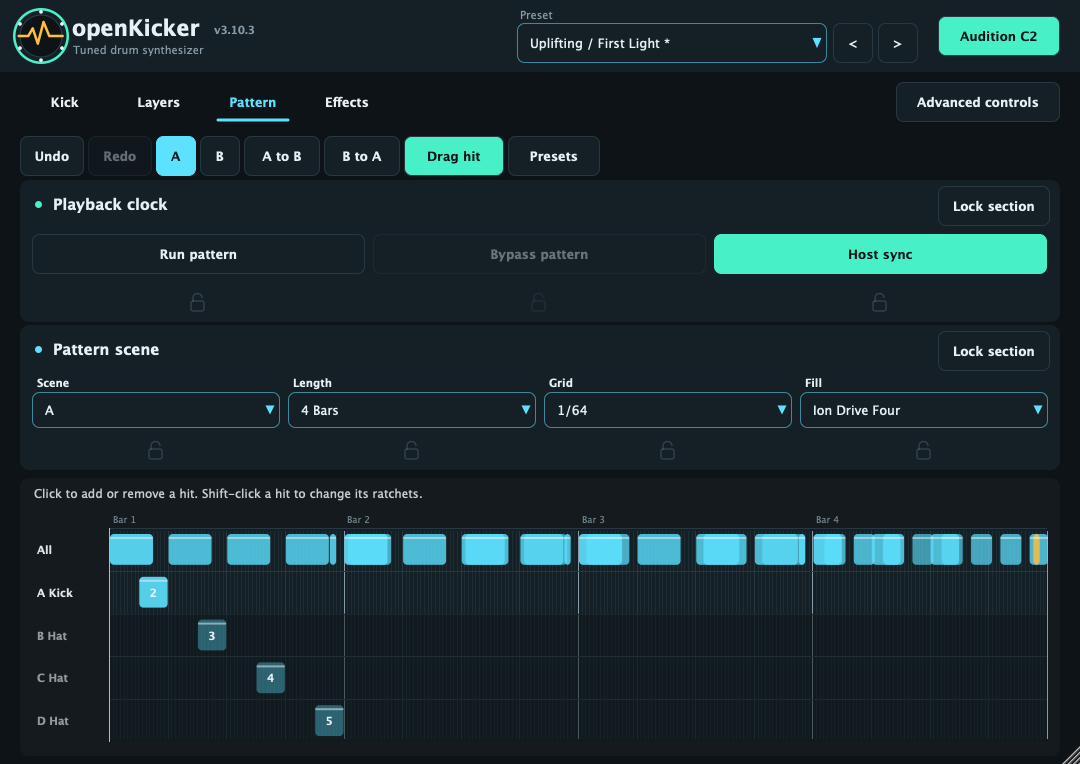 openKicker v3.10.3
Tuned drum synthesizer
Preset
Uplifting / First Light *
<
>
Audition C2
Kick
Layers
Pattern
Effects
Advanced controls
Undo
Redo
A
B
A to B
B to A
Drag hit
Presets
Playback clock
Lock section
Run pattern
Bypass pattern
Host sync
Pattern scene
Lock section
Scene
Length
Grid
Fill
A
4 Bars
1/64
Ion Drive Four
Click to add or remove a hit. Shift-click a hit to change its ratchets.
Bar 1
Bar 2
Bar 3
Bar 4
All
A Kick
2
B Hat
3
C Hat
4
D Hat
5